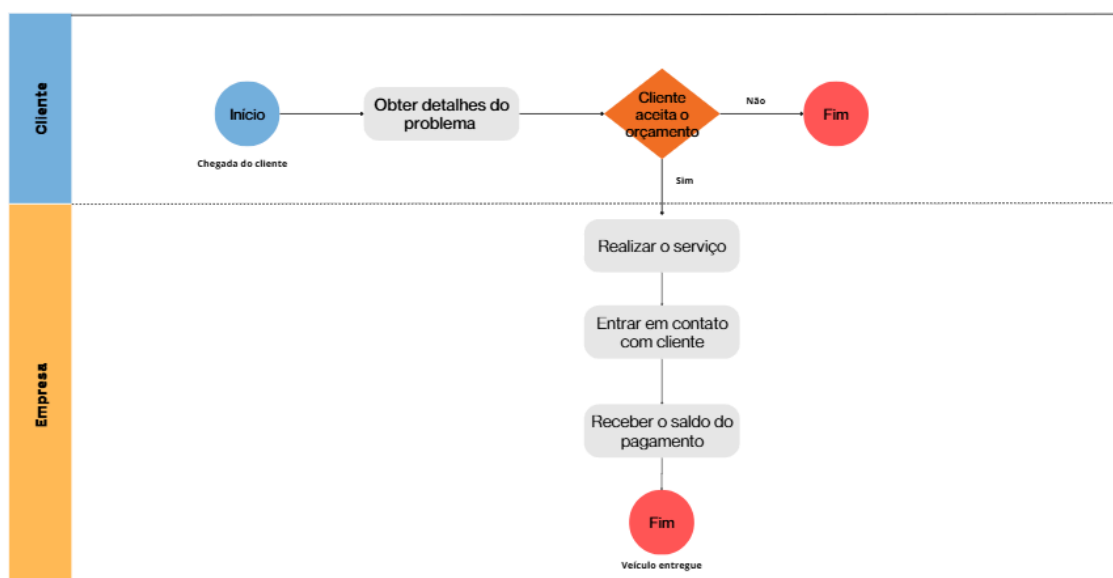 Cliente
Início
Chegada do cliente
Obter detalhes do
problema
Cliente
aceita o
orçamento
Não
Fim
Sim
Empresa
Realizar o serviço
Entrar em contato
com cliente
Receber o saldo do
pagamento
Fim
Veículo entregue